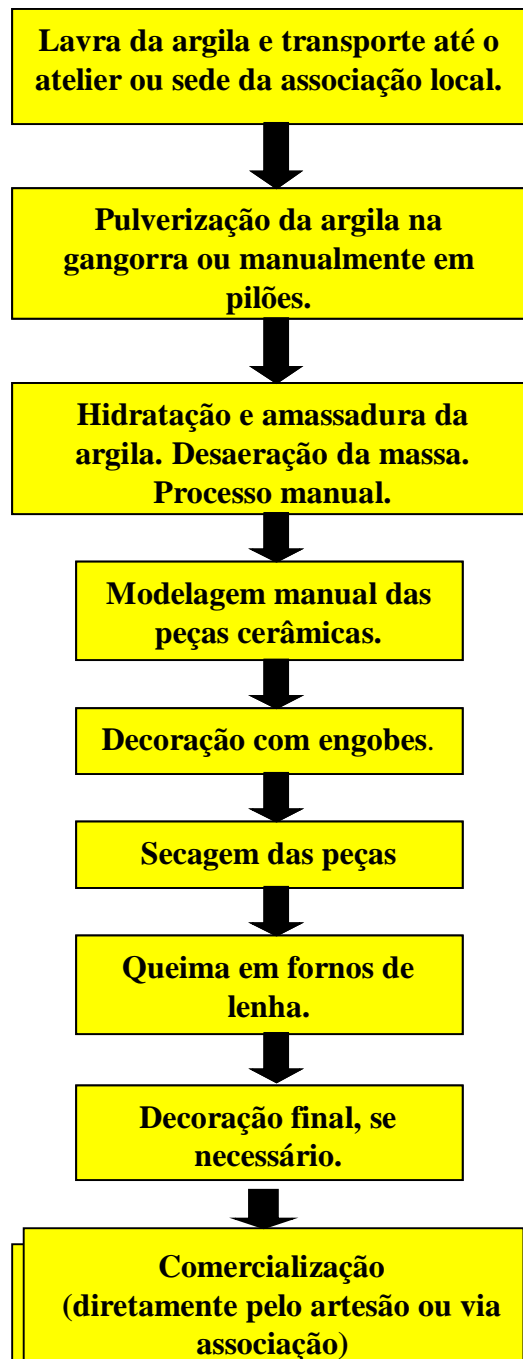 Lavra da argila e transporte até o
atelier ou sede da associação local.
Pulverização da argila na
gangorra ou manualmente em
pilões.
Hidratação e amassadura da
argila. Desaeração da massa.
Processo manual.
Modelagem manual das
peças cerâmicas.
Decoração com engobes.
Secagem das peças
Queima em fornos de
lenha.
Decoração final, se
necessário.
Comercialização
(diretamente pelo artesão ou via
associação)